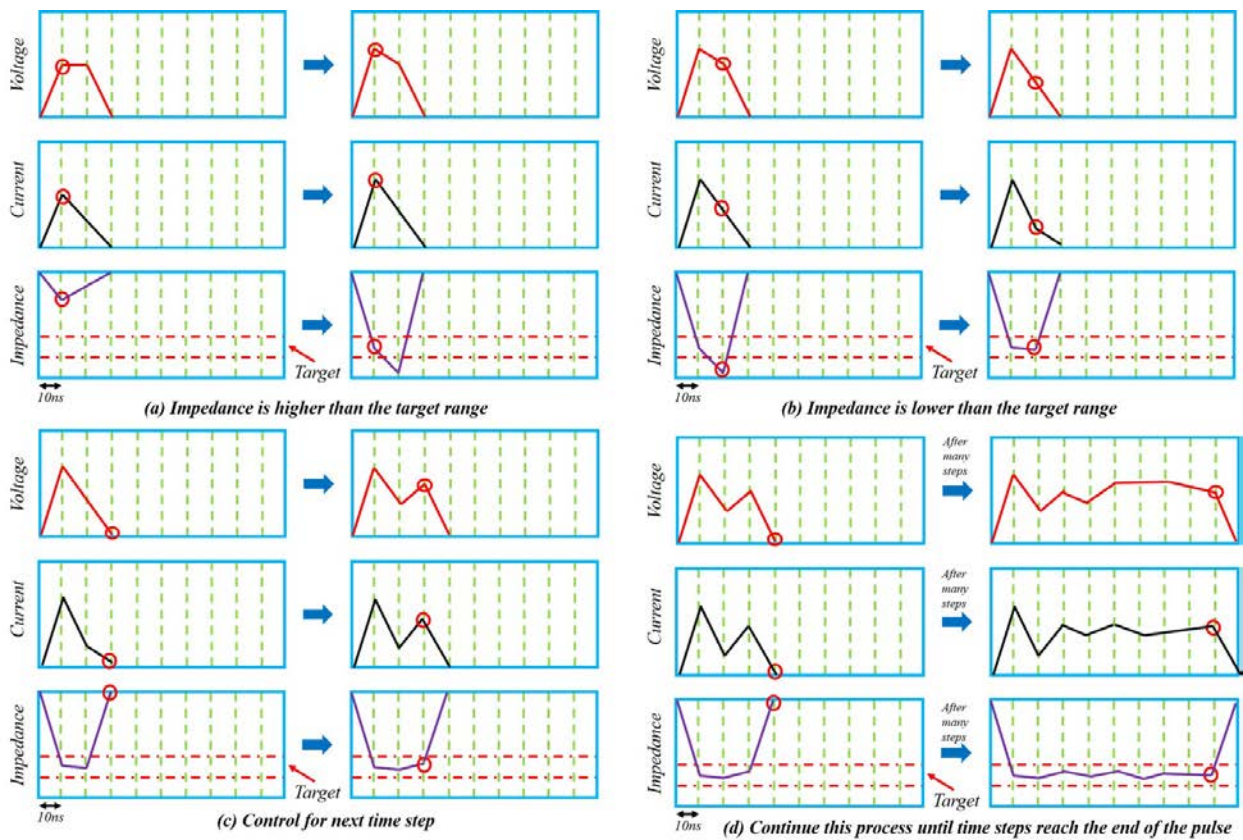 Voltage
Voltage
Current
Current
Impedance
Impedance
Target
Target
10ns
10ns
(a) Impedance is higher than the target range
(b) Impedance is lower than the target range
Voltage
Voltage
After
many
steps
Current
Current
After
many
steps
Impedance
Impedance
After
many
steps
Target
Target
10ns
10ns
(c) Control for next time step
(d) Continue this process until time steps reach the end of the pulse